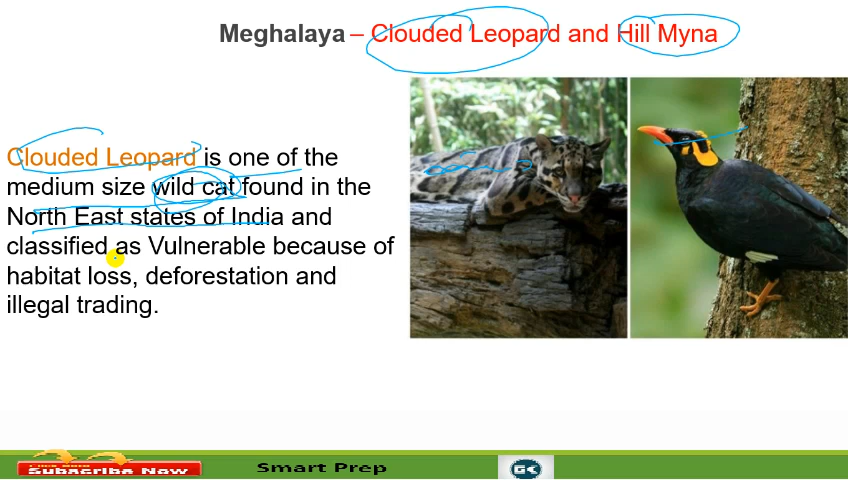 Meghalaya – Clouded Leopard and Hill Myna
Clouded Leopard is one of the
medium size wild cat found in the
North East states of India and
classified as Vulnerable because of
habitat loss, deforestation and
illegal trading.
Subscribe Now
Smart Prep
GK